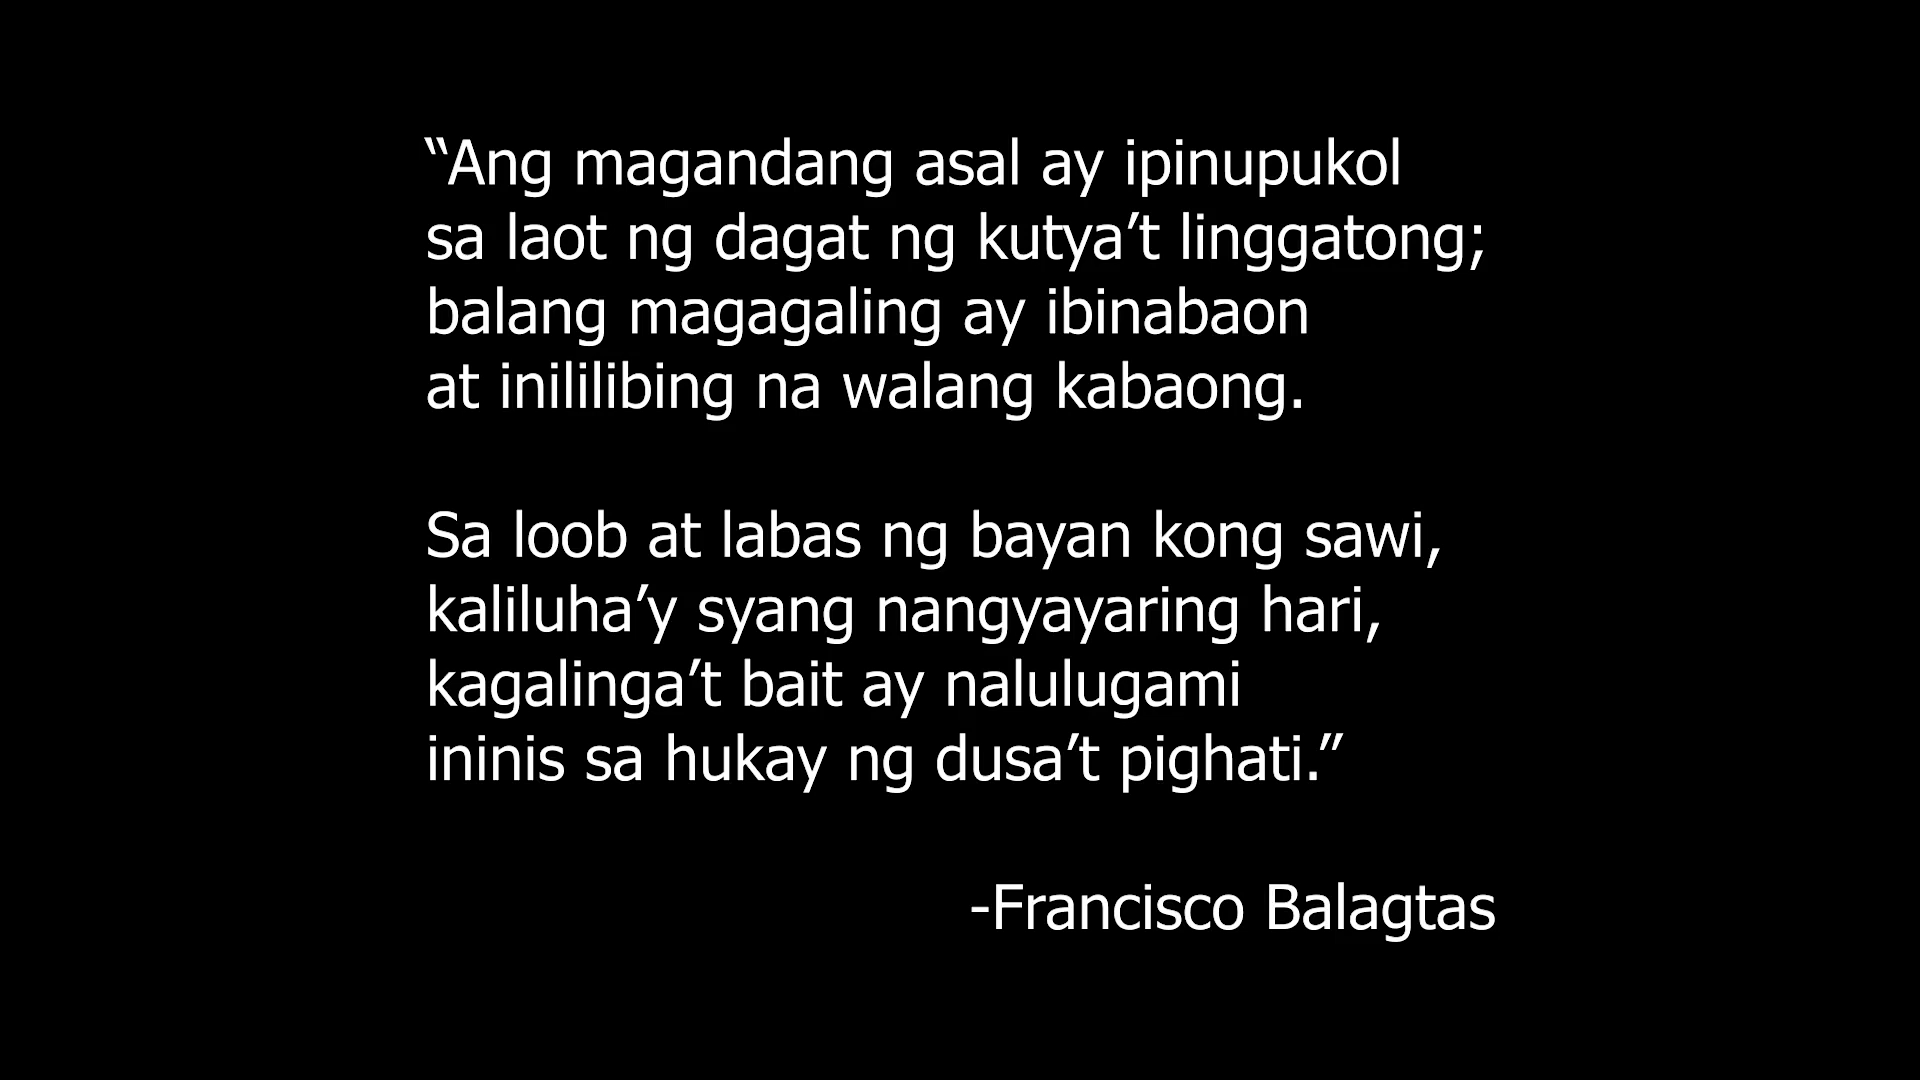 “Ang magandang asal ay ipinupukol
sa laot ng dagat ng kutya’t linggatong;
balang magagaling ay ibinabaon
at inililibing na walang kabaong.
Sa loob at labas ng bayan kong sawi,
kaliluha’y syang nangyayaring hari,
kagalinga’t bait ay nalulugami
ininis sa hukay ng dusa’t pighati.”
-Francisco Balagtas